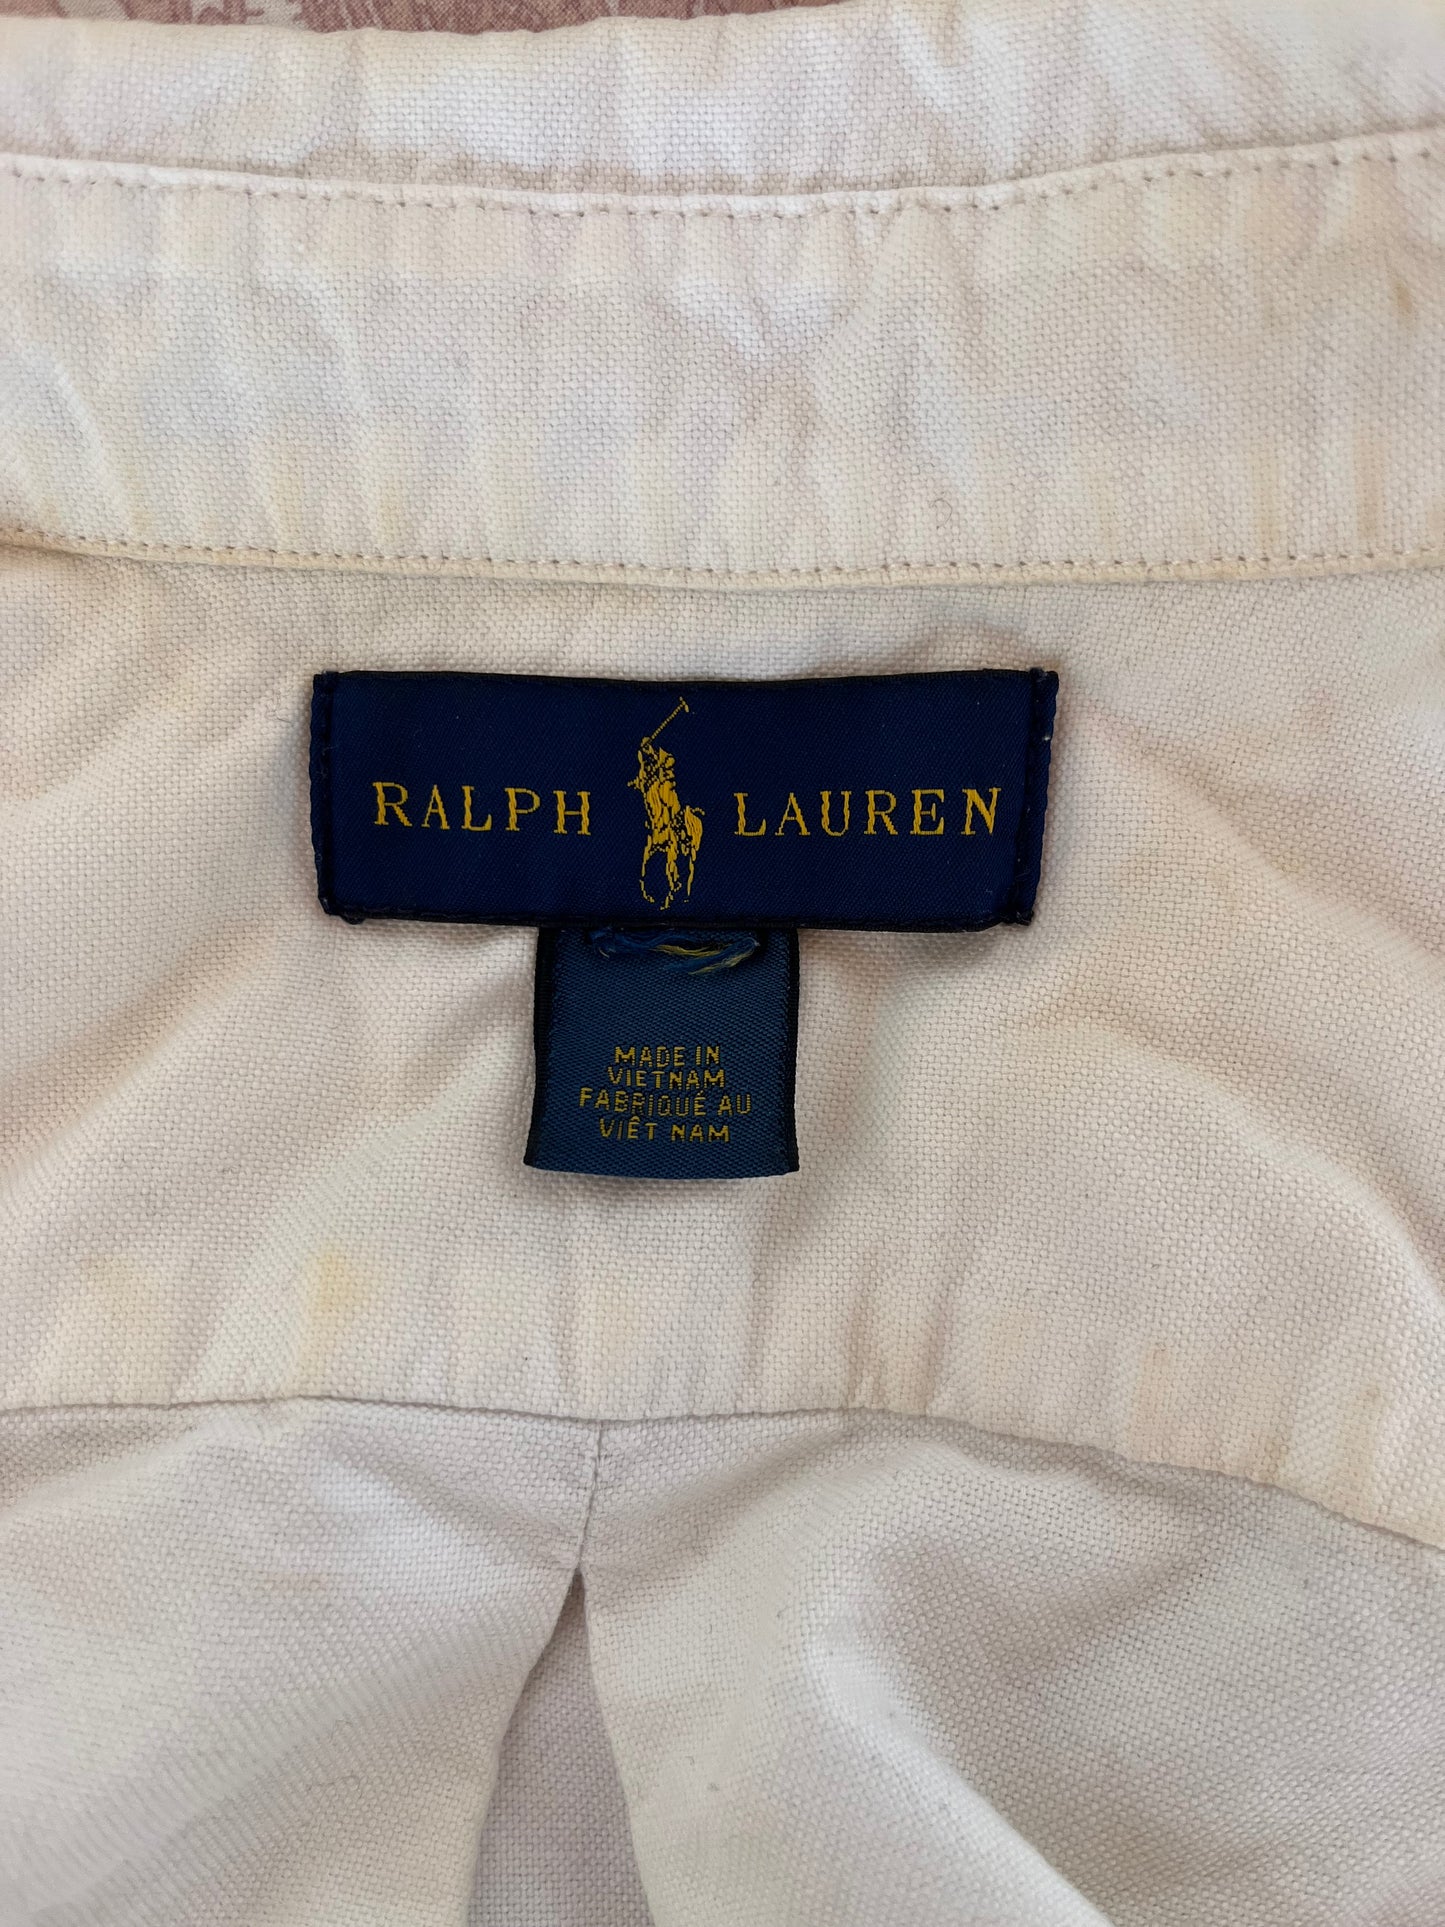 RALPH LAUREN
MADE IN
VIETNAM
FABRIQUÉ AU
VIÊT NAM